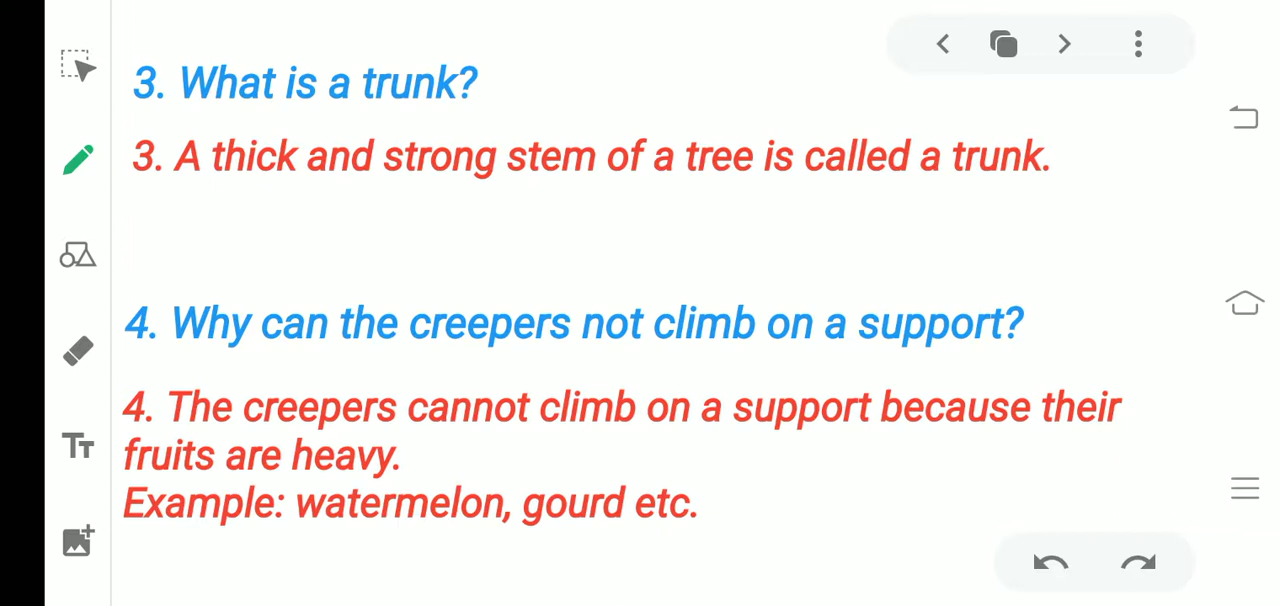 3. What is a trunk?
3. A thick and strong stem of a tree is called a trunk.
4. Why can the creepers not climb on a support?
4. The creepers cannot climb on a support because their
fruits are heavy.
Example: watermelon, gourd etc.